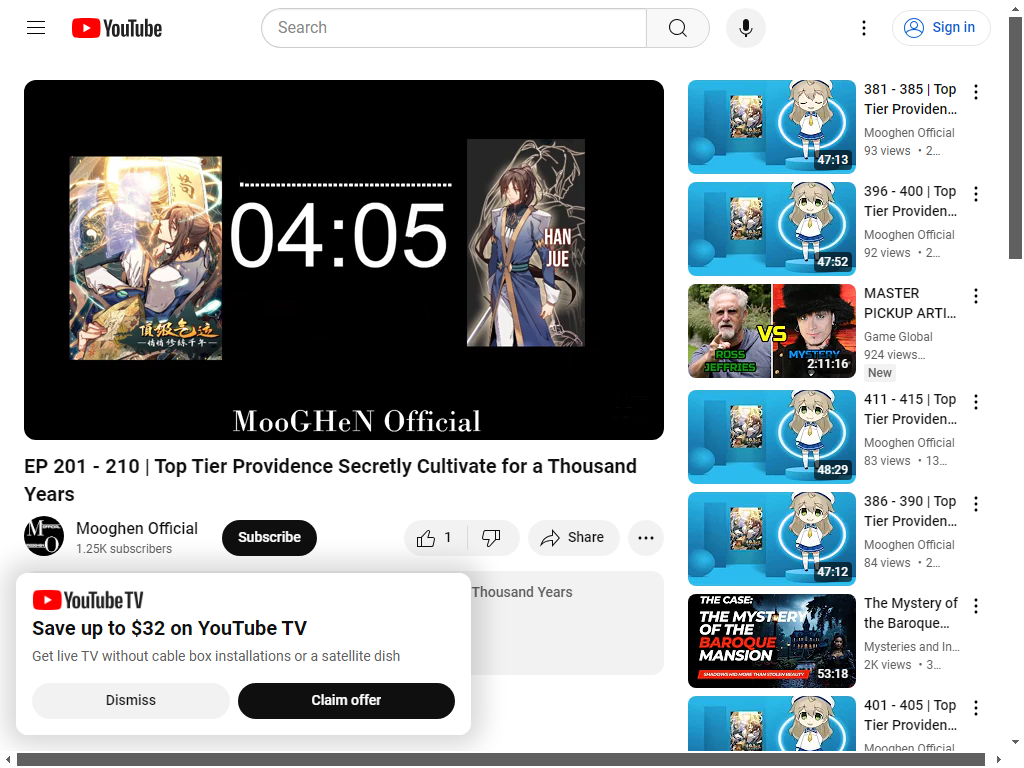 YouTube
Search
Sign in
04:05
HAN
JUE
頂級气运
悄悄修练千年
MooGHeN Official
EP 201 - 210 | Top Tier Providence Secretly Cultivate for a Thousand
Years
Mooghen Official
1.25K subscribers
Subscribe
1
Share
Thousand Years
YouTube TV
Save up to $32 on YouTube TV
Get live TV without cable box installations or a satellite dish
Dismiss
Claim offer
47:13
381 - 385 | Top
Tier Providen...
Mooghen Official
93 views • 2...
47:52
396 - 400 | Top
Tier Providen...
Mooghen Official
92 views • 2...
VS
ROSS
JEFFRIES
MYSTERY
2:11:16
MASTER
PICKUP ARTI...
Game Global
924 views...
New
48:29
411 - 415 | Top
Tier Providen...
Mooghen Official
83 views • 13...
47:12
386 - 390 | Top
Tier Providen...
Mooghen Official
84 views • 2...
THE CASE:
THE MYSTERY
OF THE
BAROQUE
MANSION
SHADOWS HID MORE THAN STOLEN BEAUTY
53:18
The Mystery of
the Baroque...
Mysteries and In...
2K views • 3...
401 - 405 | Top
Tier Providen...
Mooghen Official